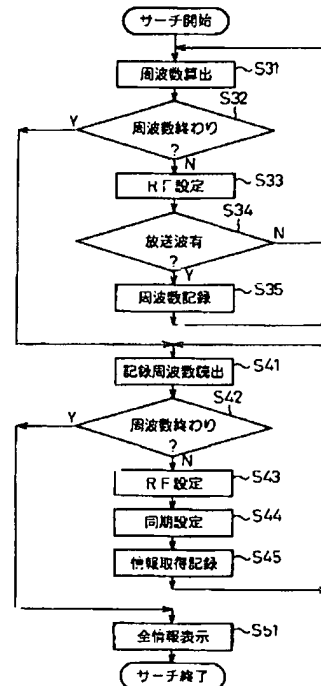 サーチ開始
周波数算出
S31
S32
Y
周波数終わり
?
N
RF設定
S33
S34
放送波有
N
?
Y
周波数記録
S35
記録周波数読出
S41
S42
Y
周波数終わり
?
N
RF設定
S43
同期設定
S44
情報取得記録
S45
全情報表示
S51
サーチ終了